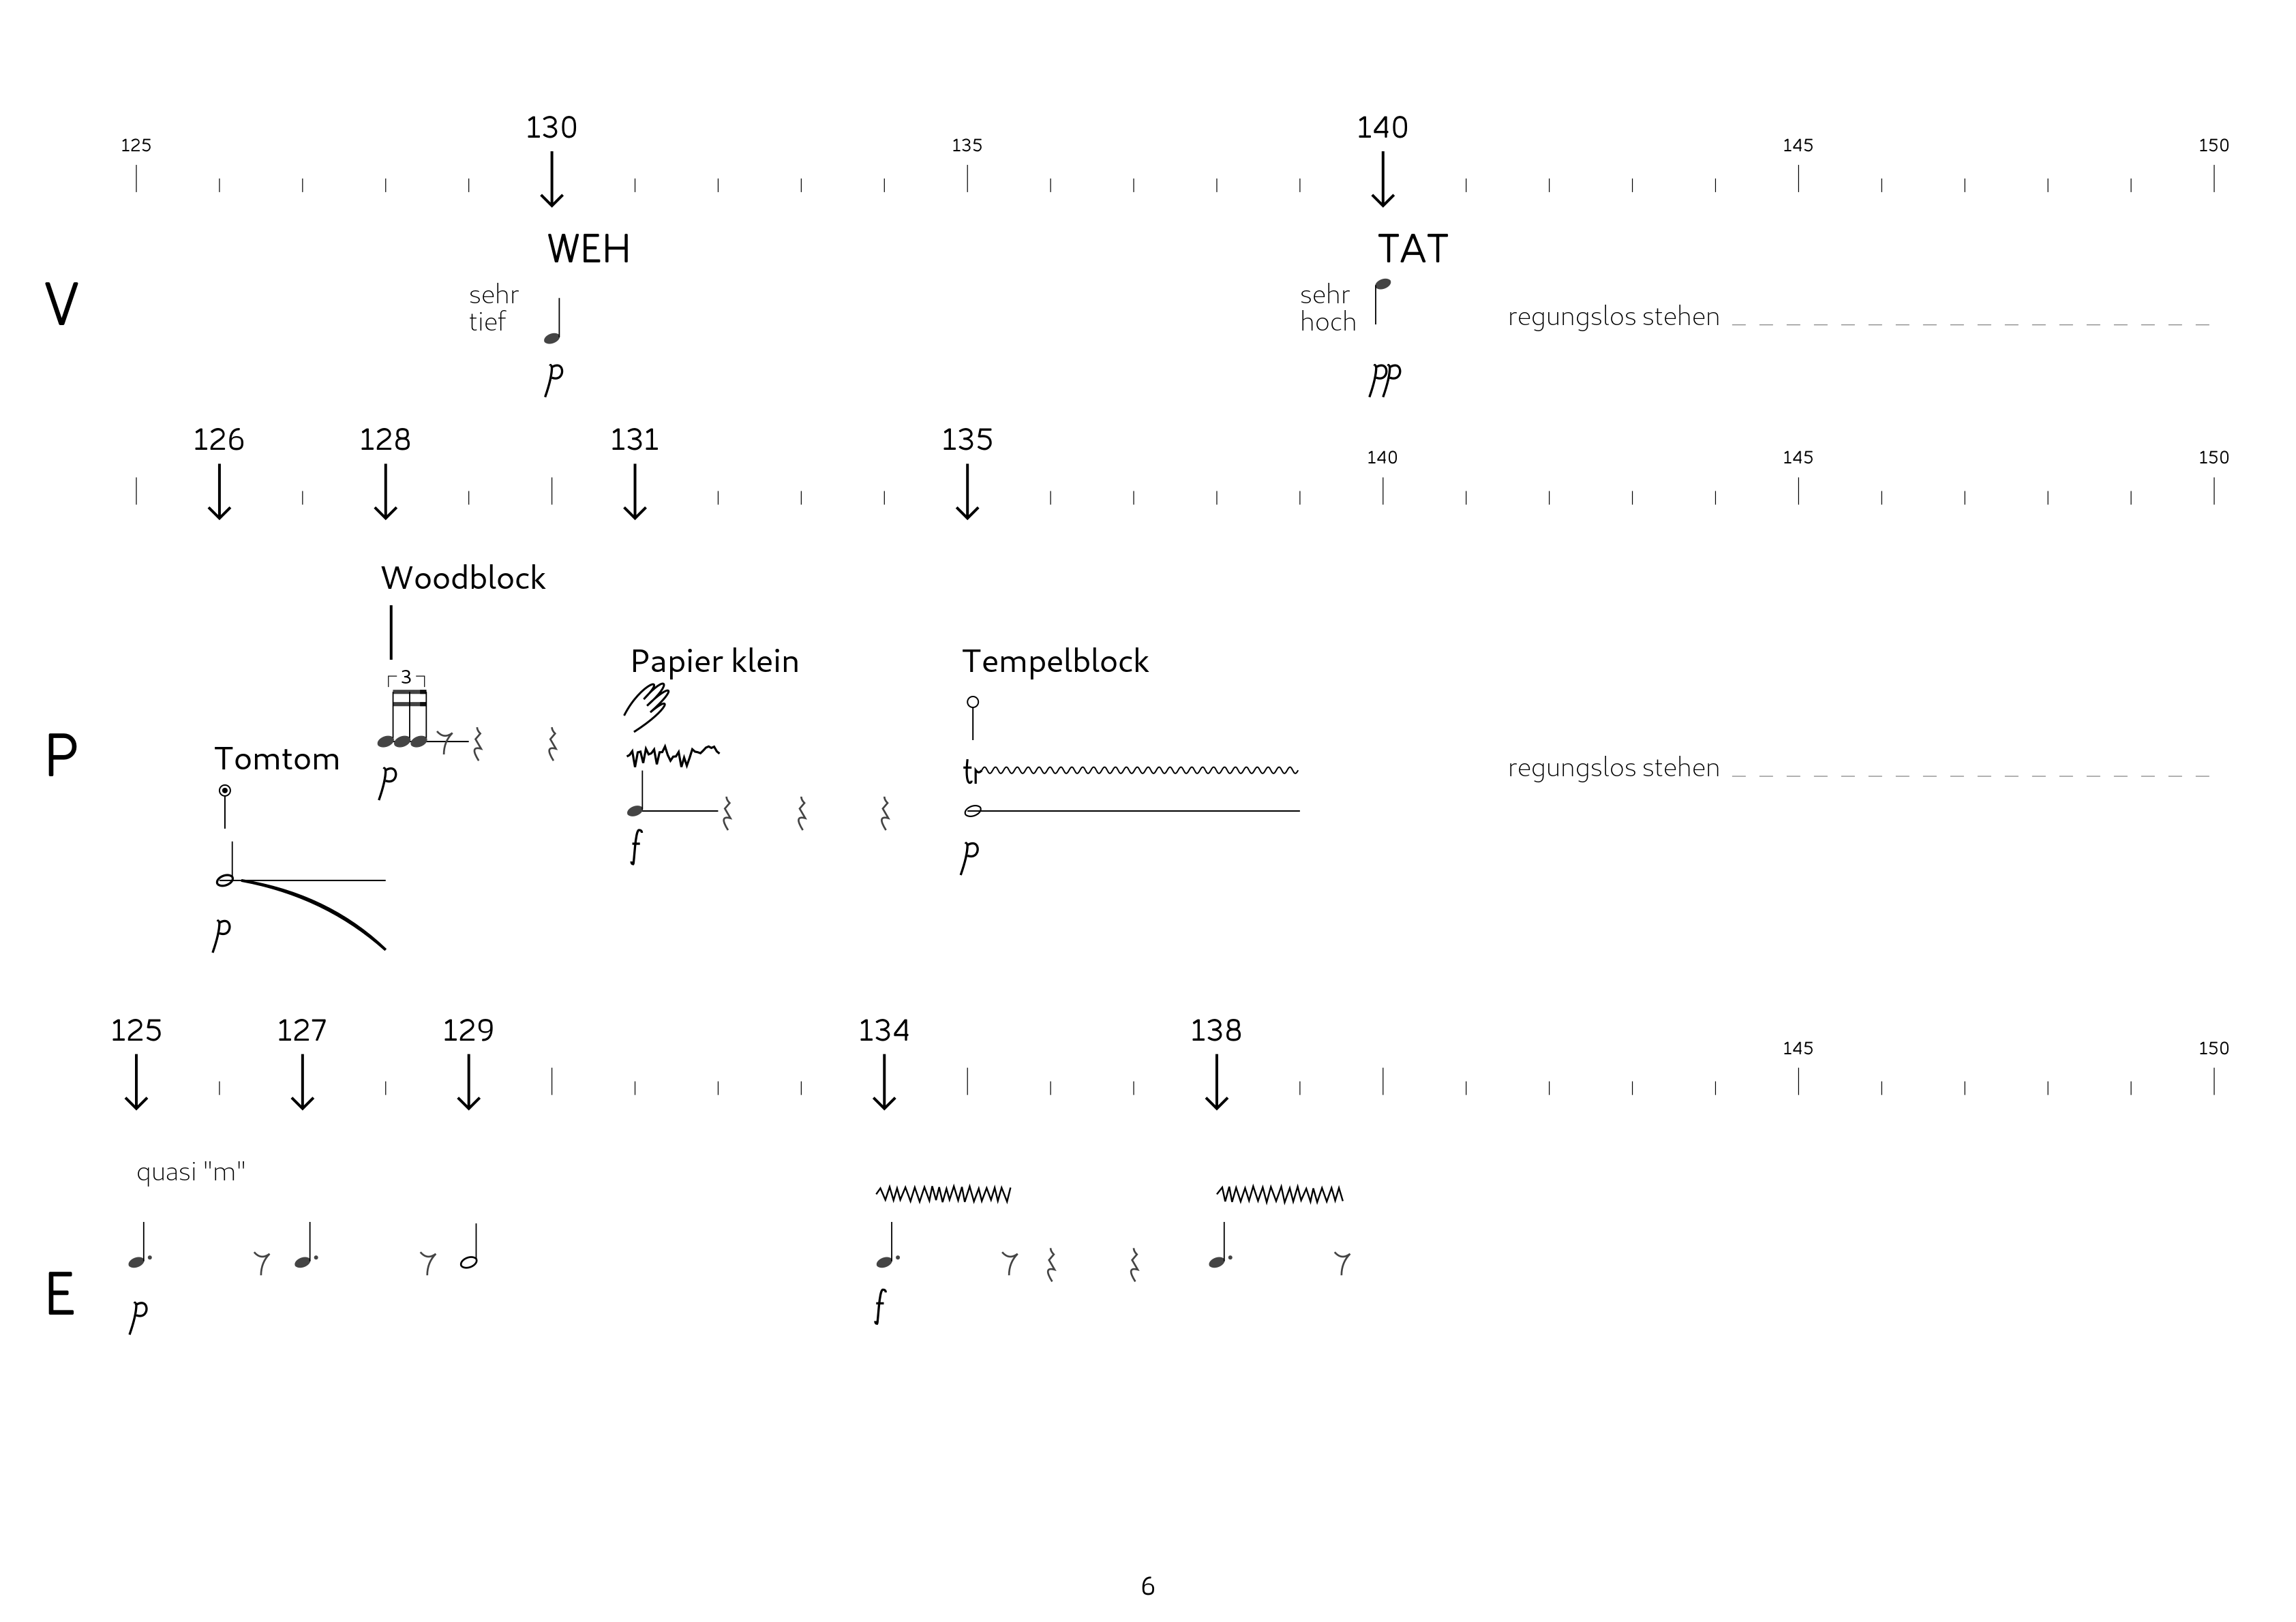 130 140
125 135 145 150
WEH TAT
V
sehr sehr
tief hoch
regungslos stehen
p pp
126 128 131 135
140 145 150
Woodblock
Papier klein Tempelblock
3
P
Tomtom
tr
regungslos stehen
p
f p
p
125 127 129 134 138
145 150
quasi "m"
E
p f
6